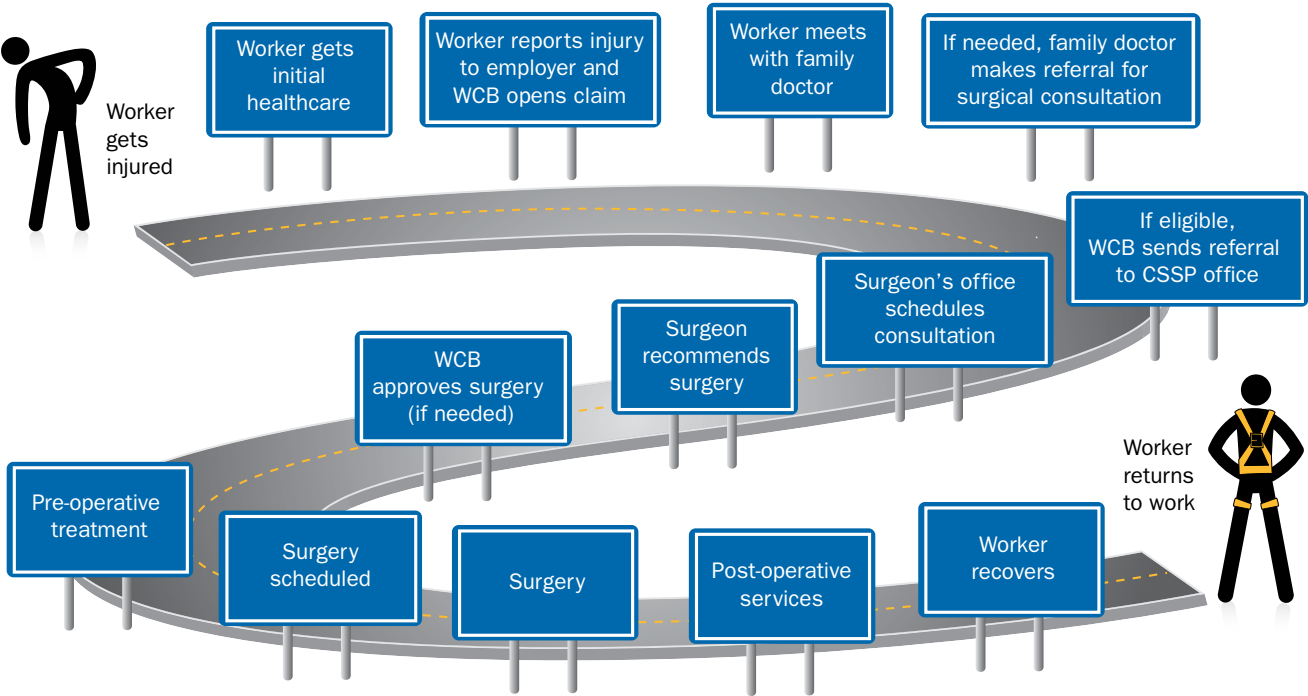 Worker
gets
injured
Worker gets
initial
healthcare
Worker reports injury
to employer and
WCB opens claim
Worker meets
with family
doctor
If needed, family doctor
makes referral for
surgical consultation
If eligible,
WCB sends referral
to CSSP office
Surgeon’s office
schedules
consultation
Surgeon
recommends
surgery
WCB
approves surgery
(if needed)
Pre-operative
treatment
Surgery
scheduled
Surgery
Post-operative
services
Worker
recovers
Worker
returns
to work